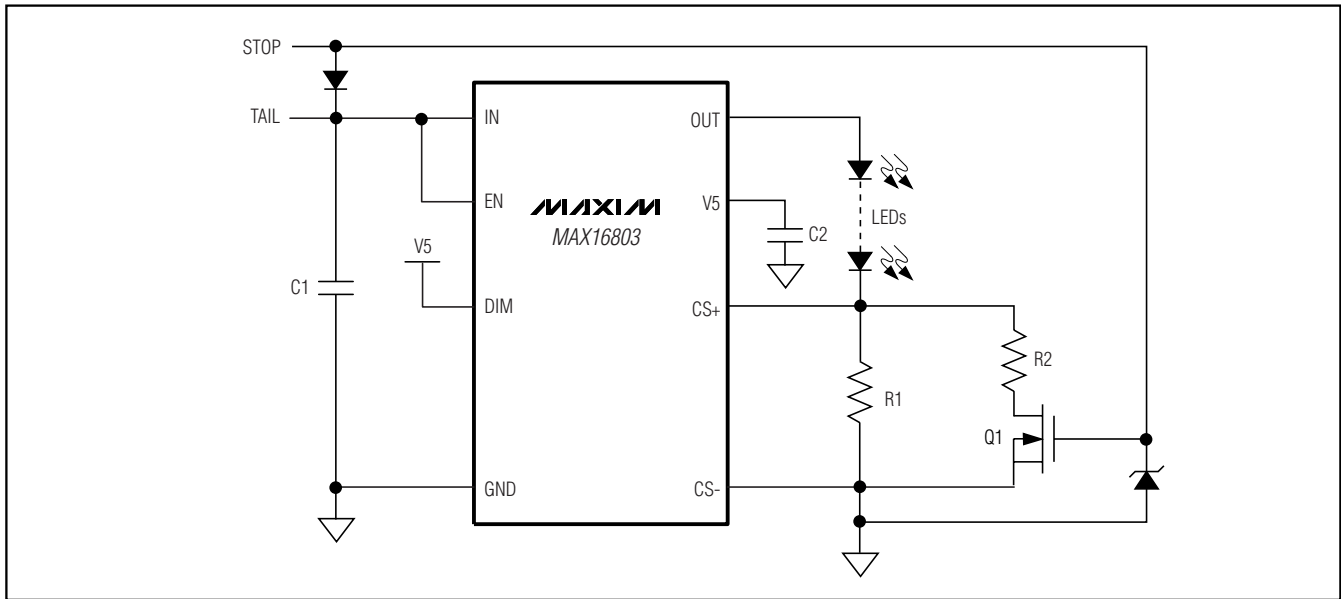 STOP
TAIL
IN
OUT
EN
V5
MAXIM
MAX16803
LEDs
C2
V5
C1
DIM
CS+
R2
R1
Q1
GND
CS-